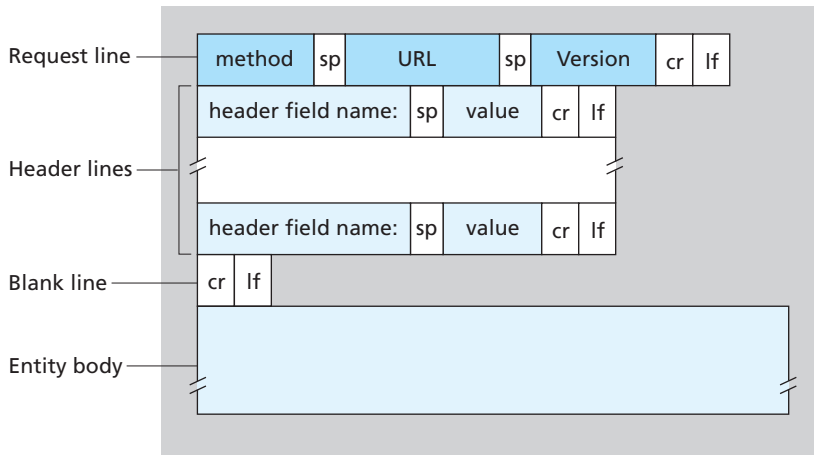 Request line method sp URL sp Version cr lf
header field name: sp value cr lf
Header lines
header field name: sp value cr lf
Blank line cr lf
Entity body